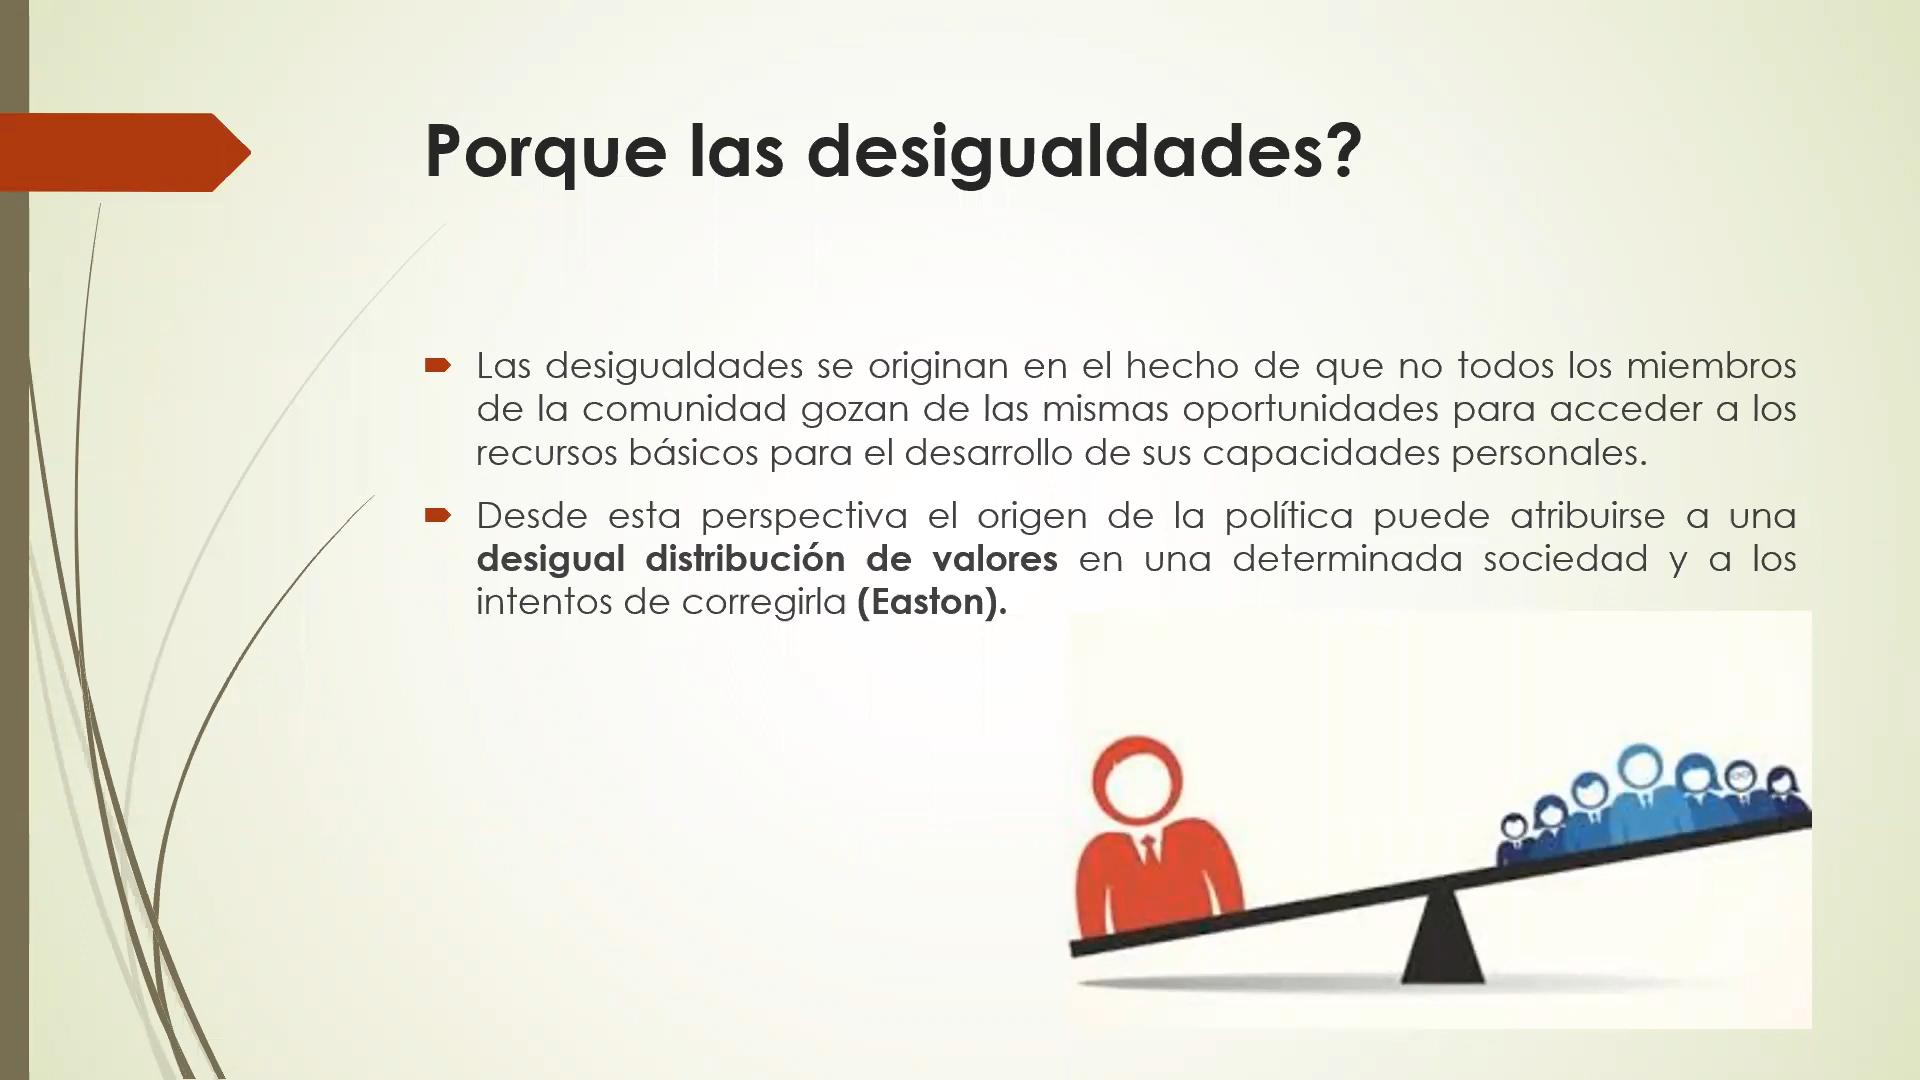 Porque las desigualdades?
Las desigualdades se originan en el hecho de que no todos los miembros
de la comunidad gozan de las mismas oportunidades para acceder a los
recursos básicos para el desarrollo de sus capacidades personales.
Desde esta perspectiva el origen de la política puede atribuirse a una
desigual distribución de valores en una determinada sociedad y a los
intentos de corregirla (Easton).